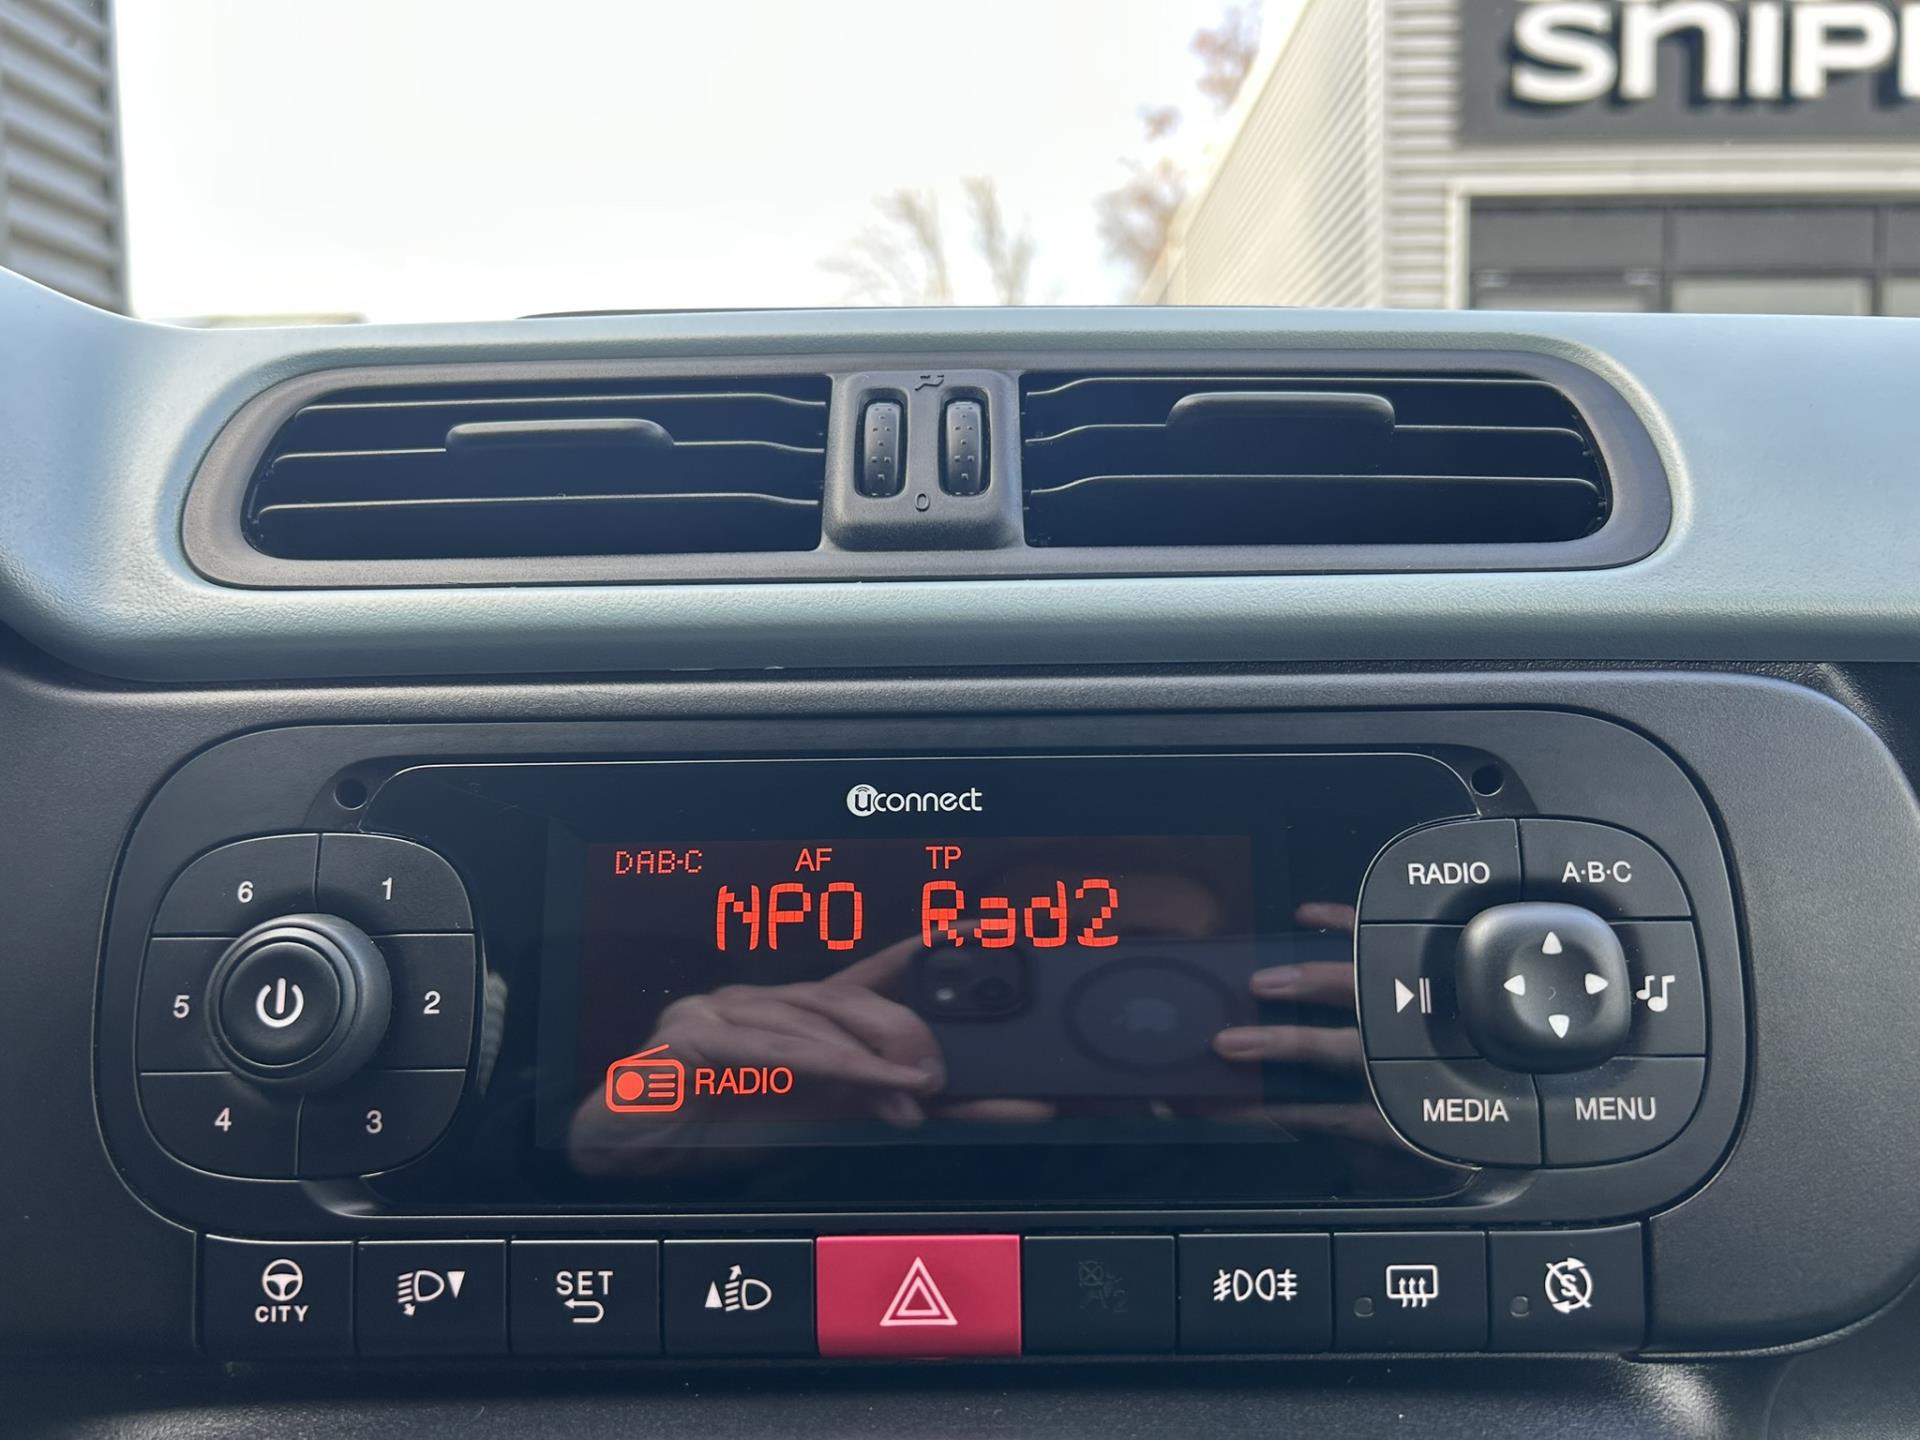 SNIP
uconnect
DAB·C AF TP
NPO Rad2
RADIO
6 1
5 2
4 3
RADIO A·B·C
MEDIA MENU
CITY
SET
0